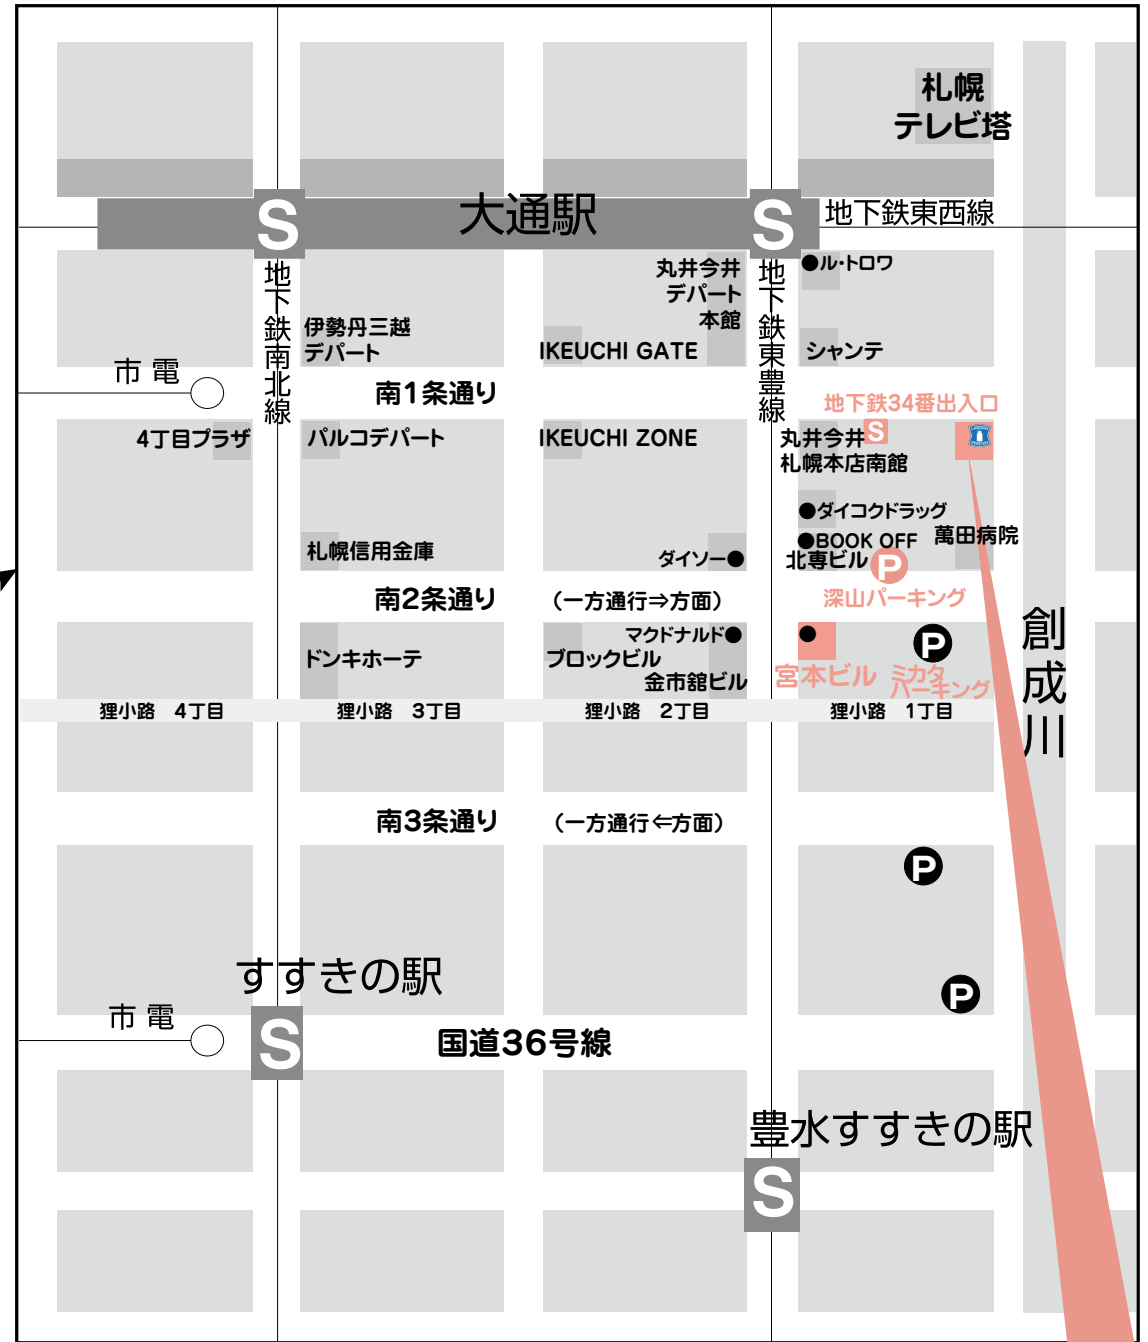 札幌
テレビ塔
S
大通駅
S
地下鉄東西線
地下鉄南北線
丸井今井
デパート
本館
地下鉄東豊線
●ル・トロワ
伊勢丹三越
デパート
IKEUCHI GATE
シャンテ
市電
南1条通り
地下鉄34番出入口
4丁目プラザ
パルコデパート
IKEUCHI ZONE
丸井今井
札幌本店南館
S
●ダイコクドラッグ
●BOOK OFF
萬田病院
札幌信用金庫
ダイソー●
北専ビル
P
南2条通り
(一方通行⇒方面)
深山パーキング
創成川
マクドナルド●
ドンキホーテ
ブロックビル
金市舘ビル
宮本ビル
P
ミカタ
パーキング
狸小路 4丁目
狸小路 3丁目
狸小路 2丁目
狸小路 1丁目
南3条通り
(一方通行⇐方面)
P
すすきの駅
P
市電
S
国道36号線
豊水すすきの駅
S